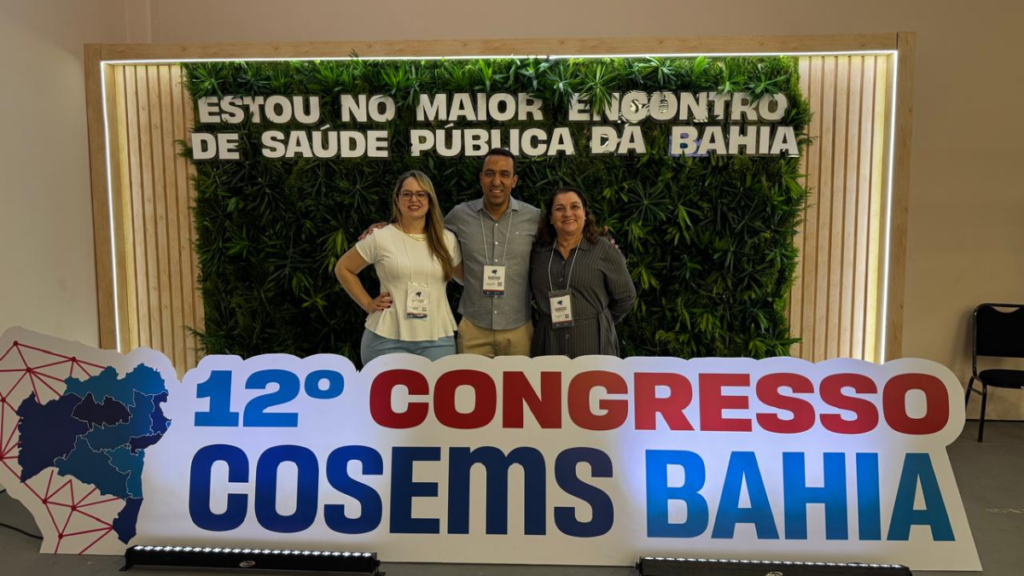 ESTOU NO MAIOR ENCONTRO
DE SAÚDE PÚBLICA DA BAHIA
12º CONGRESSO
COSEMS BAHIA